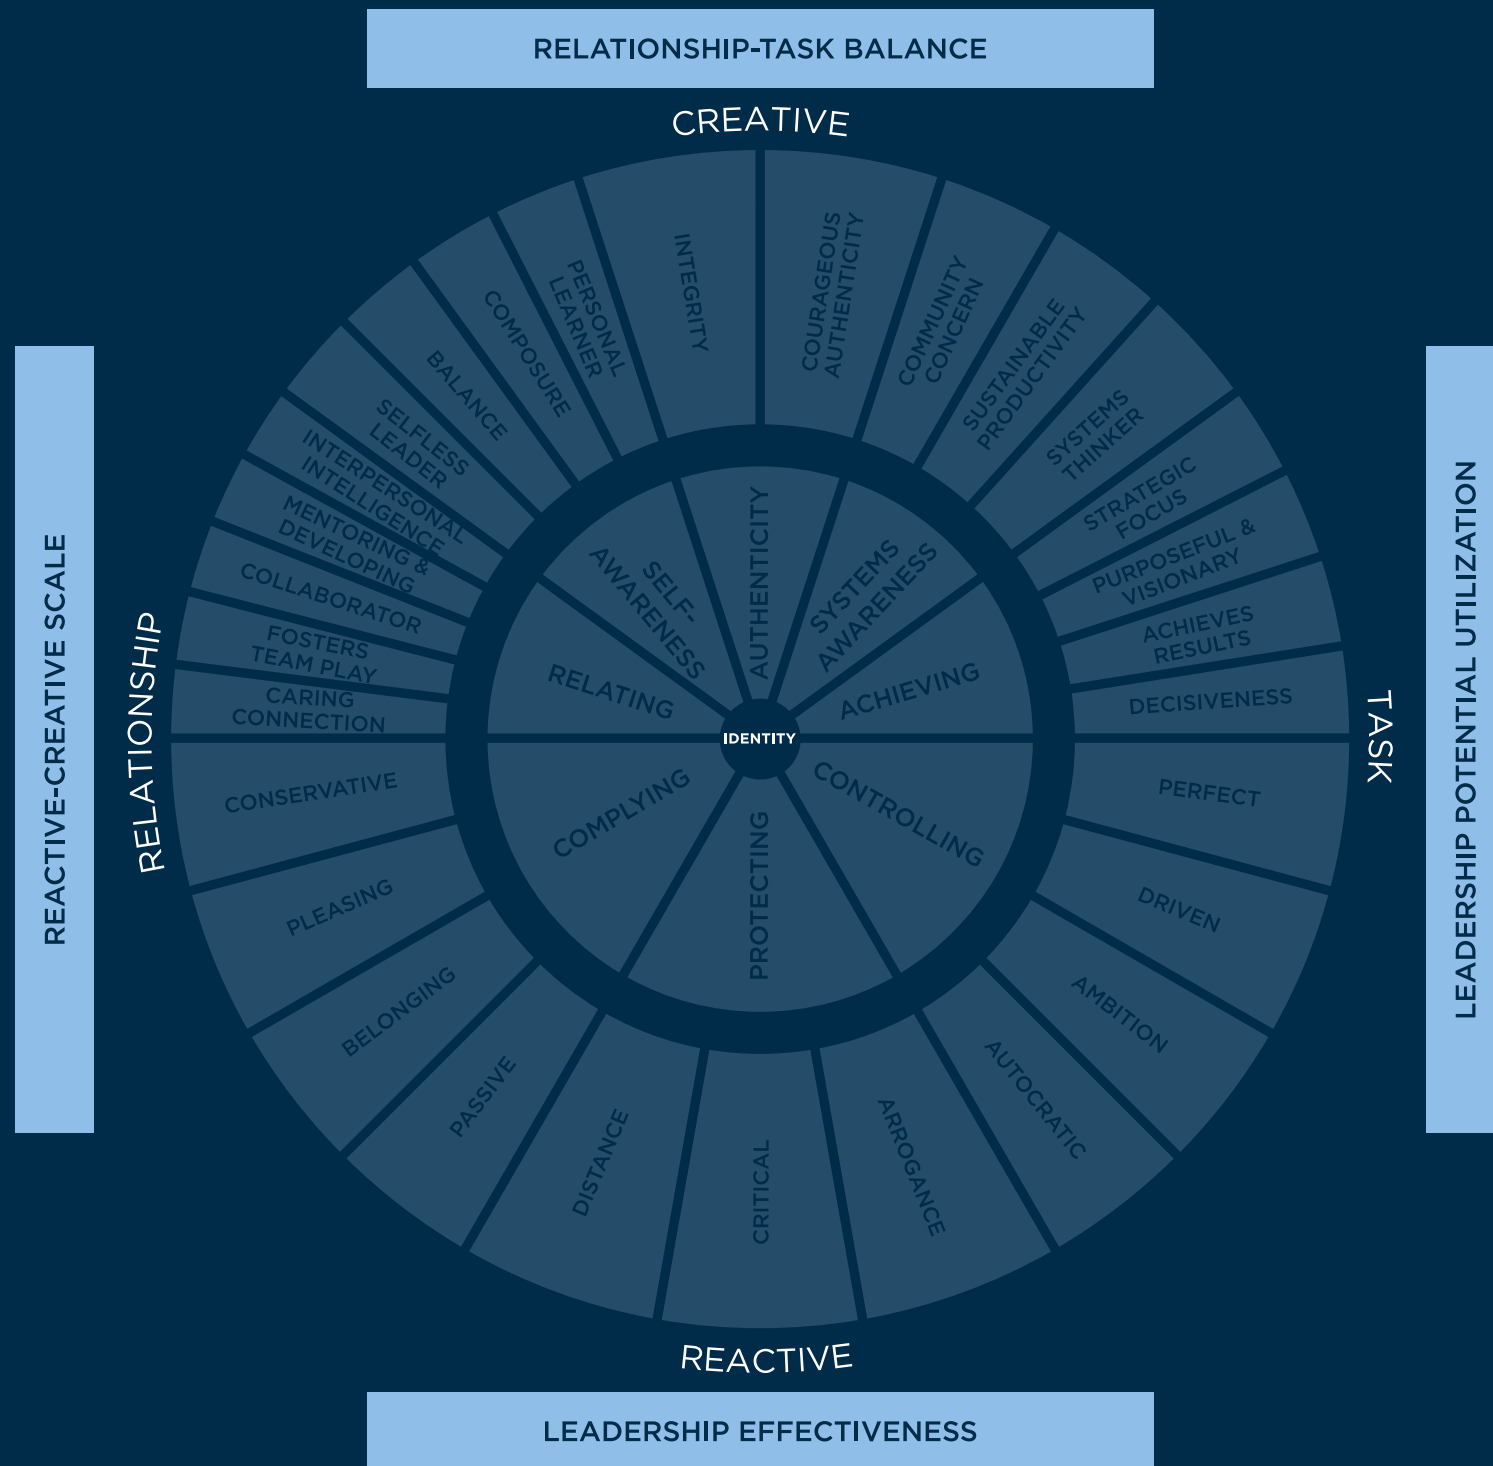 RELATIONSHIP-TASK BALANCE
CREATIVE
REACTIVE-CREATIVE SCALE
RELATIONSHIP
LEADERSHIP POTENTIAL UTILIZATION
TASK
CARING
CONNECTION
FOSTERS
TEAM PLAY
COLLABORATOR
MENTORING &
DEVELOPING
INTERPERSONAL
INTELLIGENCE
SELFLESS
LEADER
BALANCE
COMPOSURE
PERSONAL
LEARNER
INTEGRITY
COURAGEOUS
AUTHENTICITY
COMMUNITY
CONCERN
SUSTAINABLE
PRODUCTIVITY
SYSTEMS
THINKER
STRATEGIC
FOCUS
PURPOSEFUL &
VISIONARY
ACHIEVES
RESULTS
DECISIVENESS
PERFECT
DRIVEN
AMBITION
AUTOCRATIC
ARROGANCE
CRITICAL
DISTANCE
PASSIVE
BELONGING
PLEASING
CONSERVATIVE
RELATING
SELF-
AWARENESS
AUTHENTICITY
SYSTEMS
AWARENESS
ACHIEVING
IDENTITY
CONTROLLING
PROTECTING
COMPLYING
REACTIVE
LEADERSHIP EFFECTIVENESS